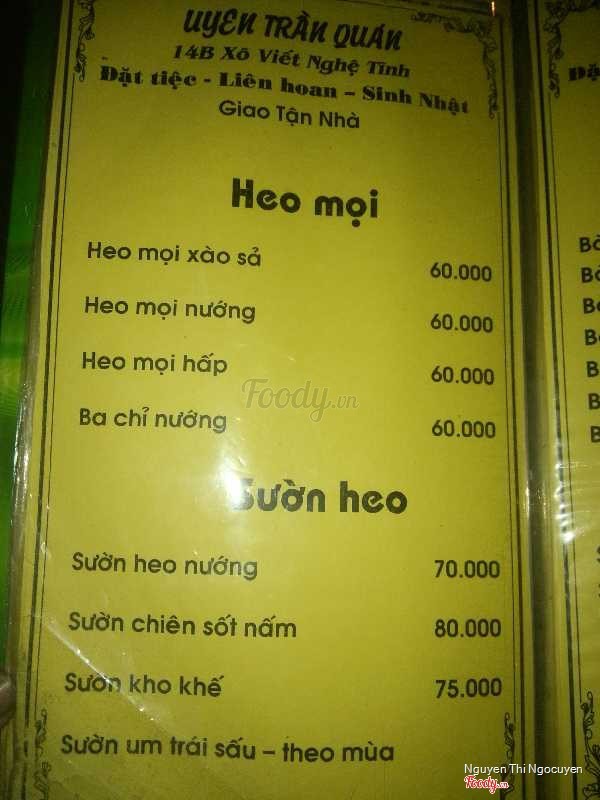 UYEN TRẦN QUÁN
14B Xô Viết Nghệ Tĩnh
Đặt tiệc - Liên hoan - Sinh Nhật
Giao Tận Nhà
Heo mọi
Heo mọi xào sả 60.000
Heo mọi nướng 60.000
Heo mọi hấp 60.000
Foody.vn
Ba chỉ nướng 60.000
Sườn heo
Sườn heo nướng 70.000
Sườn chiên sốt nấm 80.000
Sườn kho khế 75.000
Sườn um trái sấu – theo mùa
Nguyen Thi Ngocuyen
Foody.vn